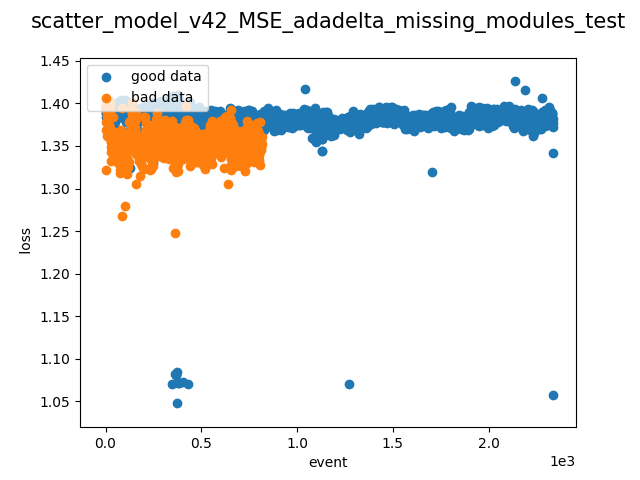 scatter_model_v42_MSE_adadelta_missing_modules_test
good data
bad data
1.45
1.40
1.35
1.30
1.25
1.20
1.15
1.10
1.05
loss
0.0 0.5 1.0 1.5 2.0
1e3
event